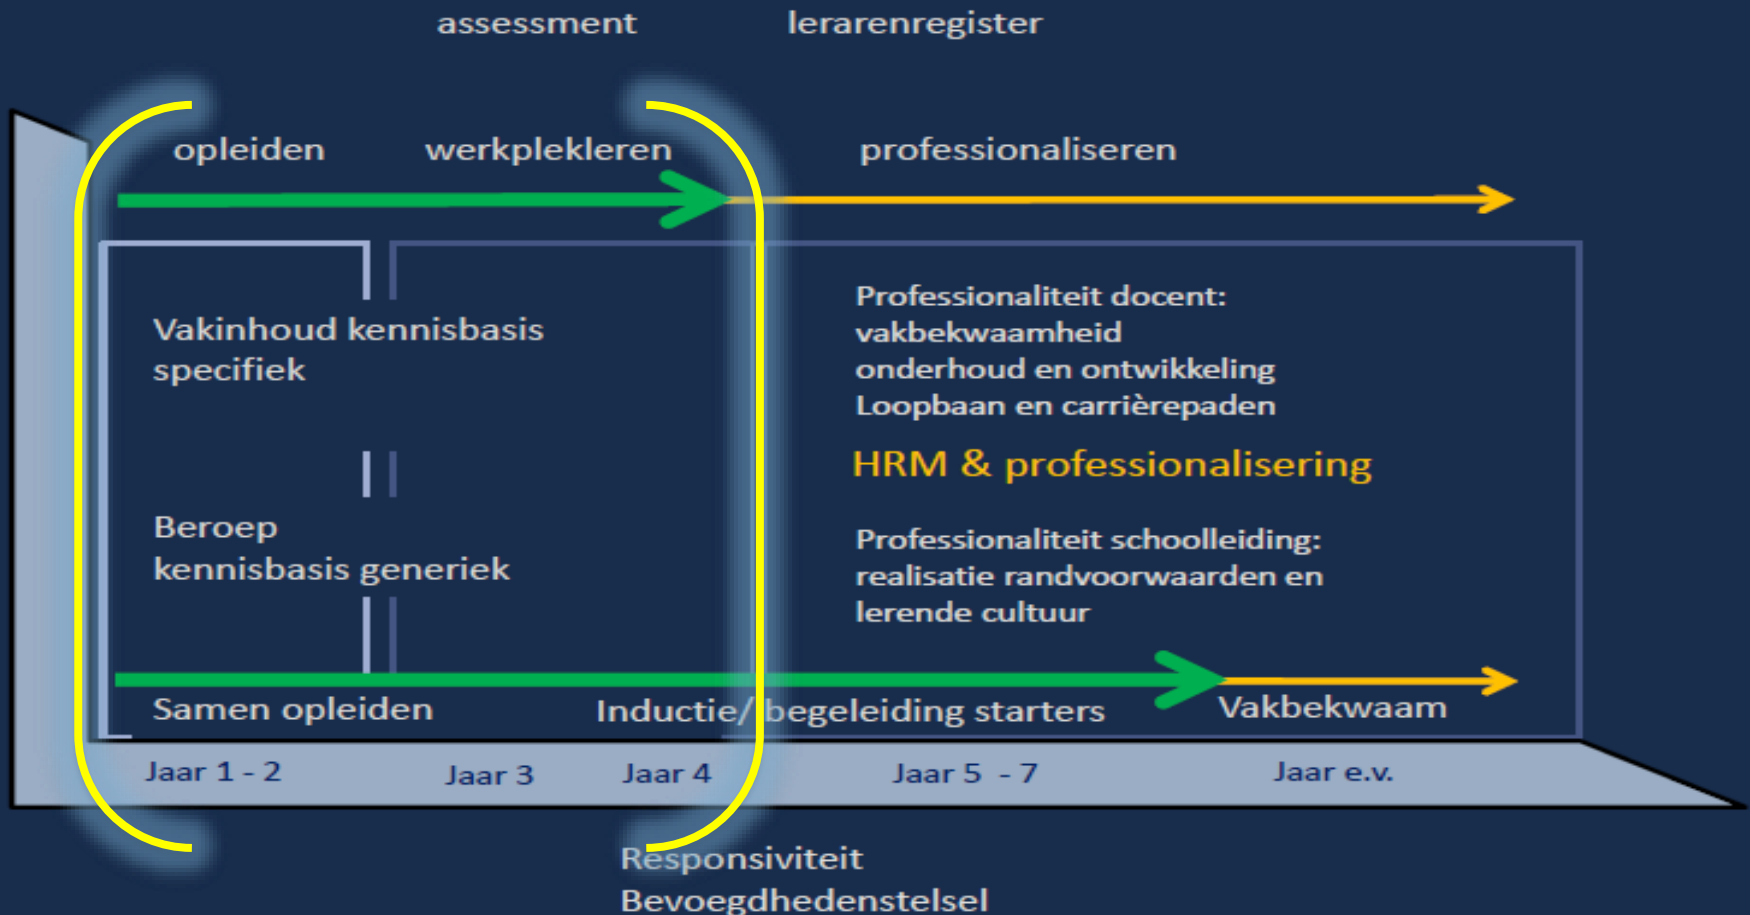 assessment
lerarenregister
opleiden
werkplekleren
professionaliseren
Vakinhoud kennisbasis
specifiek
Beroep
kennisbasis generiek
Professionaliteit docent:
vakbekwaamheid
onderhoud en ontwikkeling
Loopbaan en carrièrepaden
HRM & professionalisering
Professionaliteit schoolleiding:
realisatie randvoorwaarden en
lerende cultuur
Samen opleiden
Inductie/ begeleiding starters
Vakbekwaam
Jaar 1 - 2
Jaar 3
Jaar 4
Jaar 5 - 7
Jaar e.v.
Responsiviteit
Bevoegdhedenstelsel